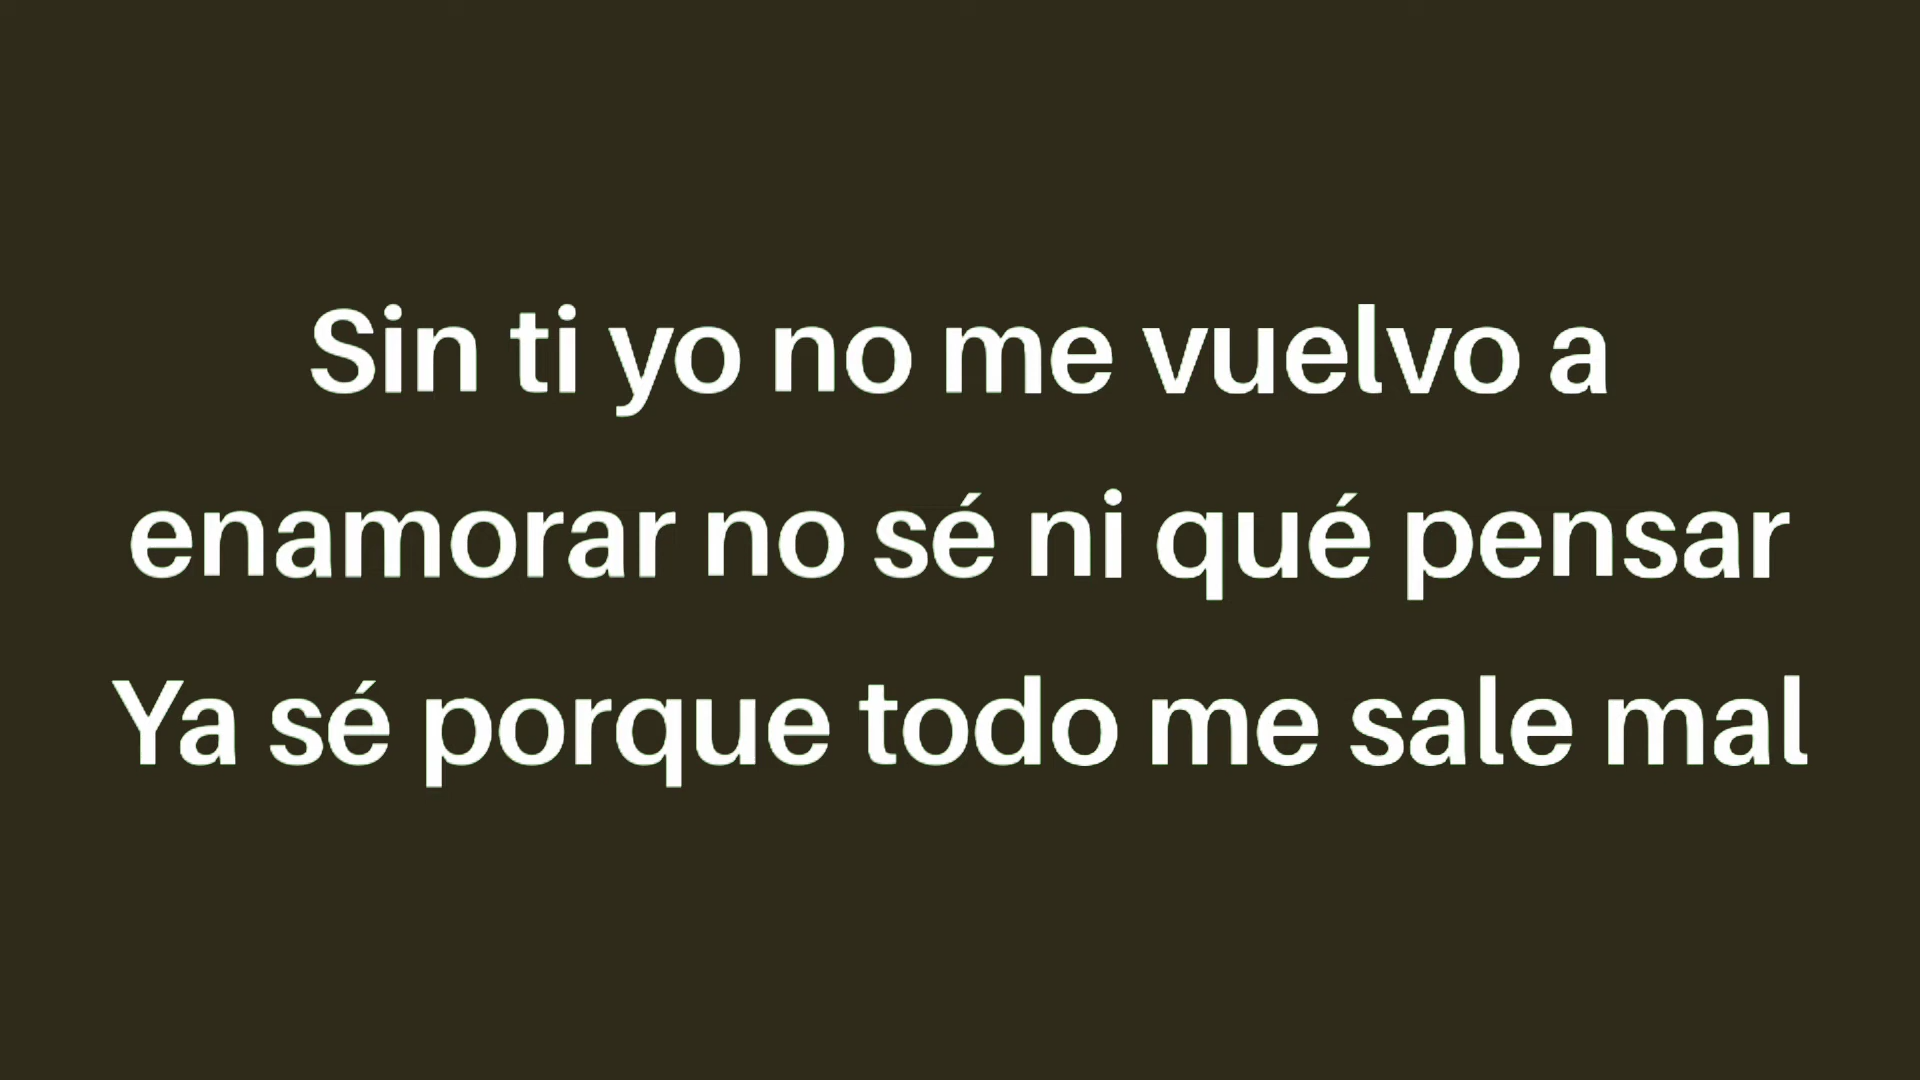 Sin ti yo no me vuelvo a
enamorar no sé ni qué pensar
Ya sé porque todo me sale mal